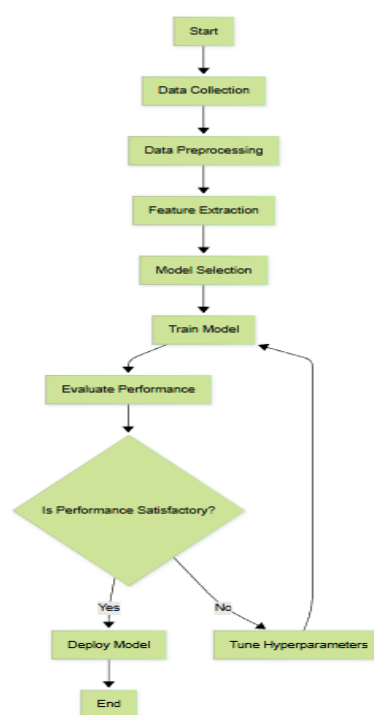 Start
Data Collection
Data Preprocessing
Feature Extraction
Model Selection
Train Model
Evaluate Performance
Is Performance Satisfactory?
Yes
No
Deploy Model
Tune Hyperparameters
End